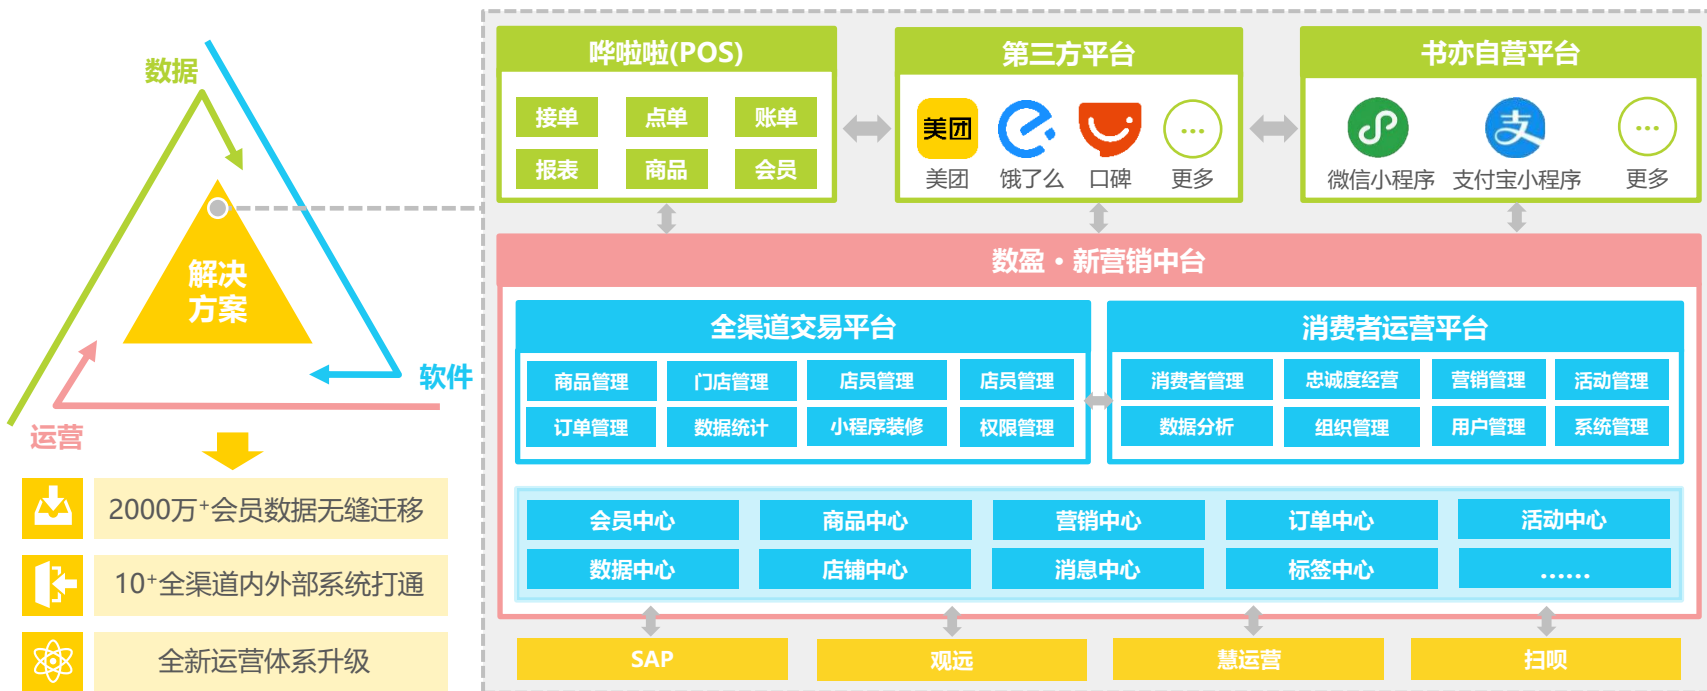 数据
软件
运营
解决
方案
2000万+会员数据无缝迁移
10+全渠道内外部系统打通
全新运营体系升级
哗啦啦(POS)
接单 点单 账单
报表 商品 会员
第三方平台
美团
美团 饿了么 口碑 更多
书亦自营平台
支
微信小程序 支付宝小程序 更多
数盈·新营销中台
全渠道交易平台
商品管理 门店管理 店员管理 店员管理
订单管理 数据统计 小程序装修 权限管理
消费者运营平台
消费者管理 忠诚度经营 营销管理 活动管理
数据分析 组织管理 用户管理 系统管理
会员中心 商品中心 营销中心 订单中心 活动中心
数据中心 店铺中心 消息中心 标签中心 ……
SAP 观远 慧运营 扫呗